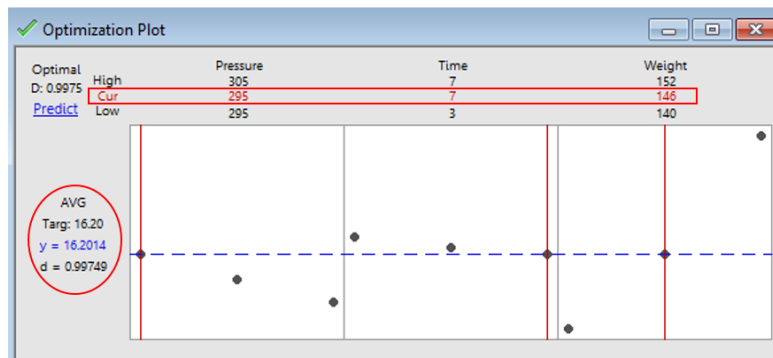 Optimization Plot
Optimal Pressure Time Weight
D: 0.9975 High 305 7 152
Cur 295 7 146
Predict Low 295 3 140
AVG
Targ: 16.20
y = 16.2014
d = 0.99749